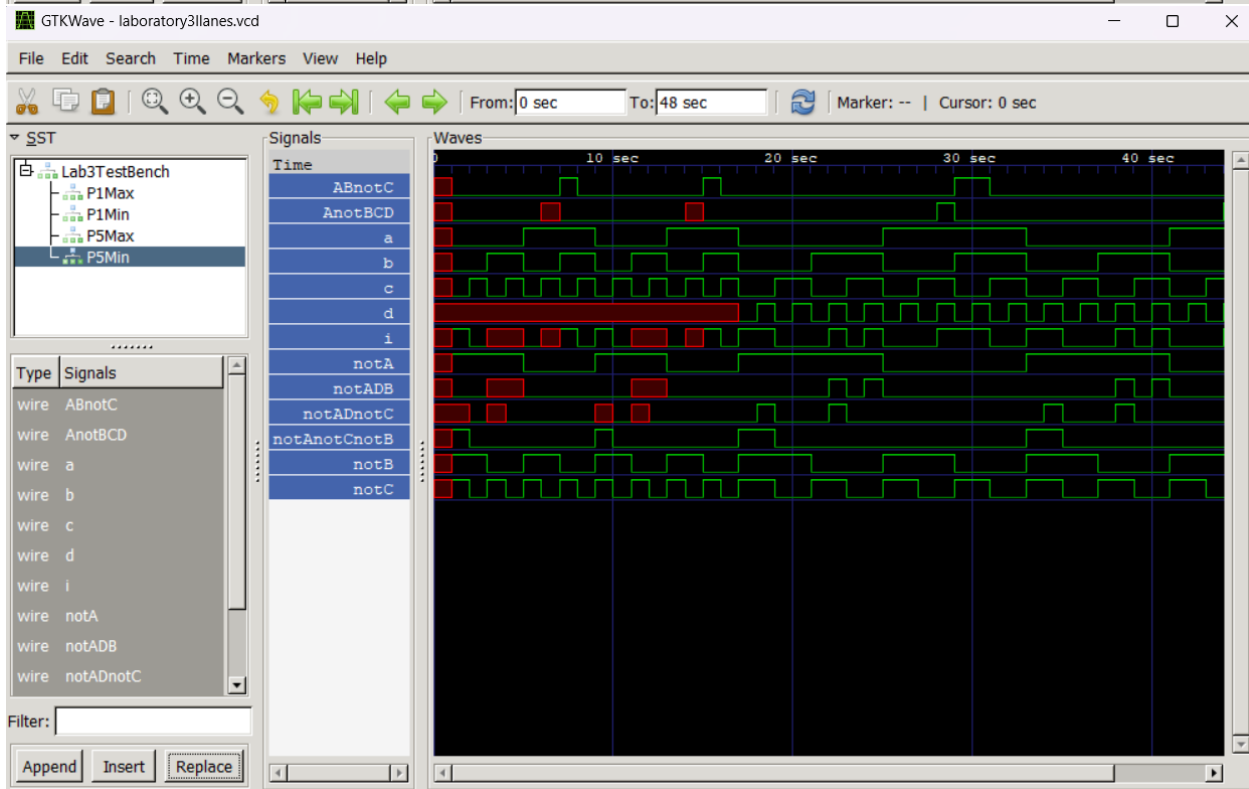 GTKWave - laboratory3llanes.vcd
File Edit Search Time Markers View Help
From: 0 sec To: 48 sec Marker: -- | Cursor: 0 sec
SST
Lab3TestBench
P1Max
P1Min
P5Max
P5Min
Type Signals
wire ABnotC
wire AnotBCD
wire a
wire b
wire c
wire d
wire i
wire notA
wire notADB
wire notADnotC
Filter:
Append Insert Replace
Signals
Time
ABnotC
AnotBCD
a
b
c
d
i
notA
notADB
notADnotC
notAnotCnotB
notB
notC
Waves
0 10 sec 20 sec 30 sec 40 sec